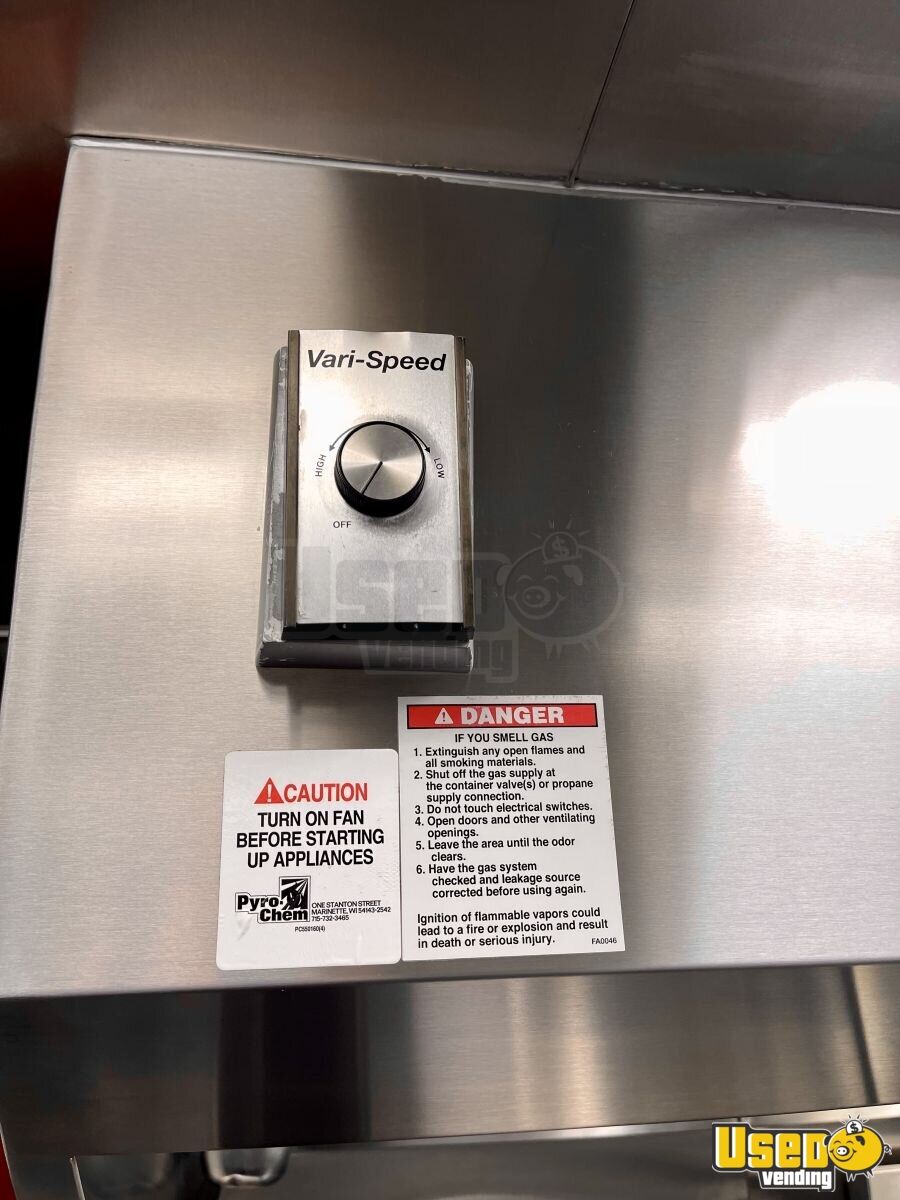 Vari-Speed
HIGH
LOW
OFF
Used
vending
DANGER
IF YOU SMELL GAS
1. Extinguish any open flames and
all smoking materials.
2. Shut off the gas supply at
the container valve(s) or propane
supply connection.
3. Do not touch electrical switches.
4. Open doors and other ventilating
openings.
5. Leave the area until the odor
clears.
6. Have the gas system
checked and leakage source
corrected before using again.
Ignition of flammable vapors could
lead to a fire or explosion and result
in death or serious injury.
FA0046
CAUTION
TURN ON FAN
BEFORE STARTING
UP APPLIANCES
Pyro-
Chem
ONE STANTON STREET
MARINETTE, WI 54143-2542
715-732-3465
PC550160(4)
Used
vending